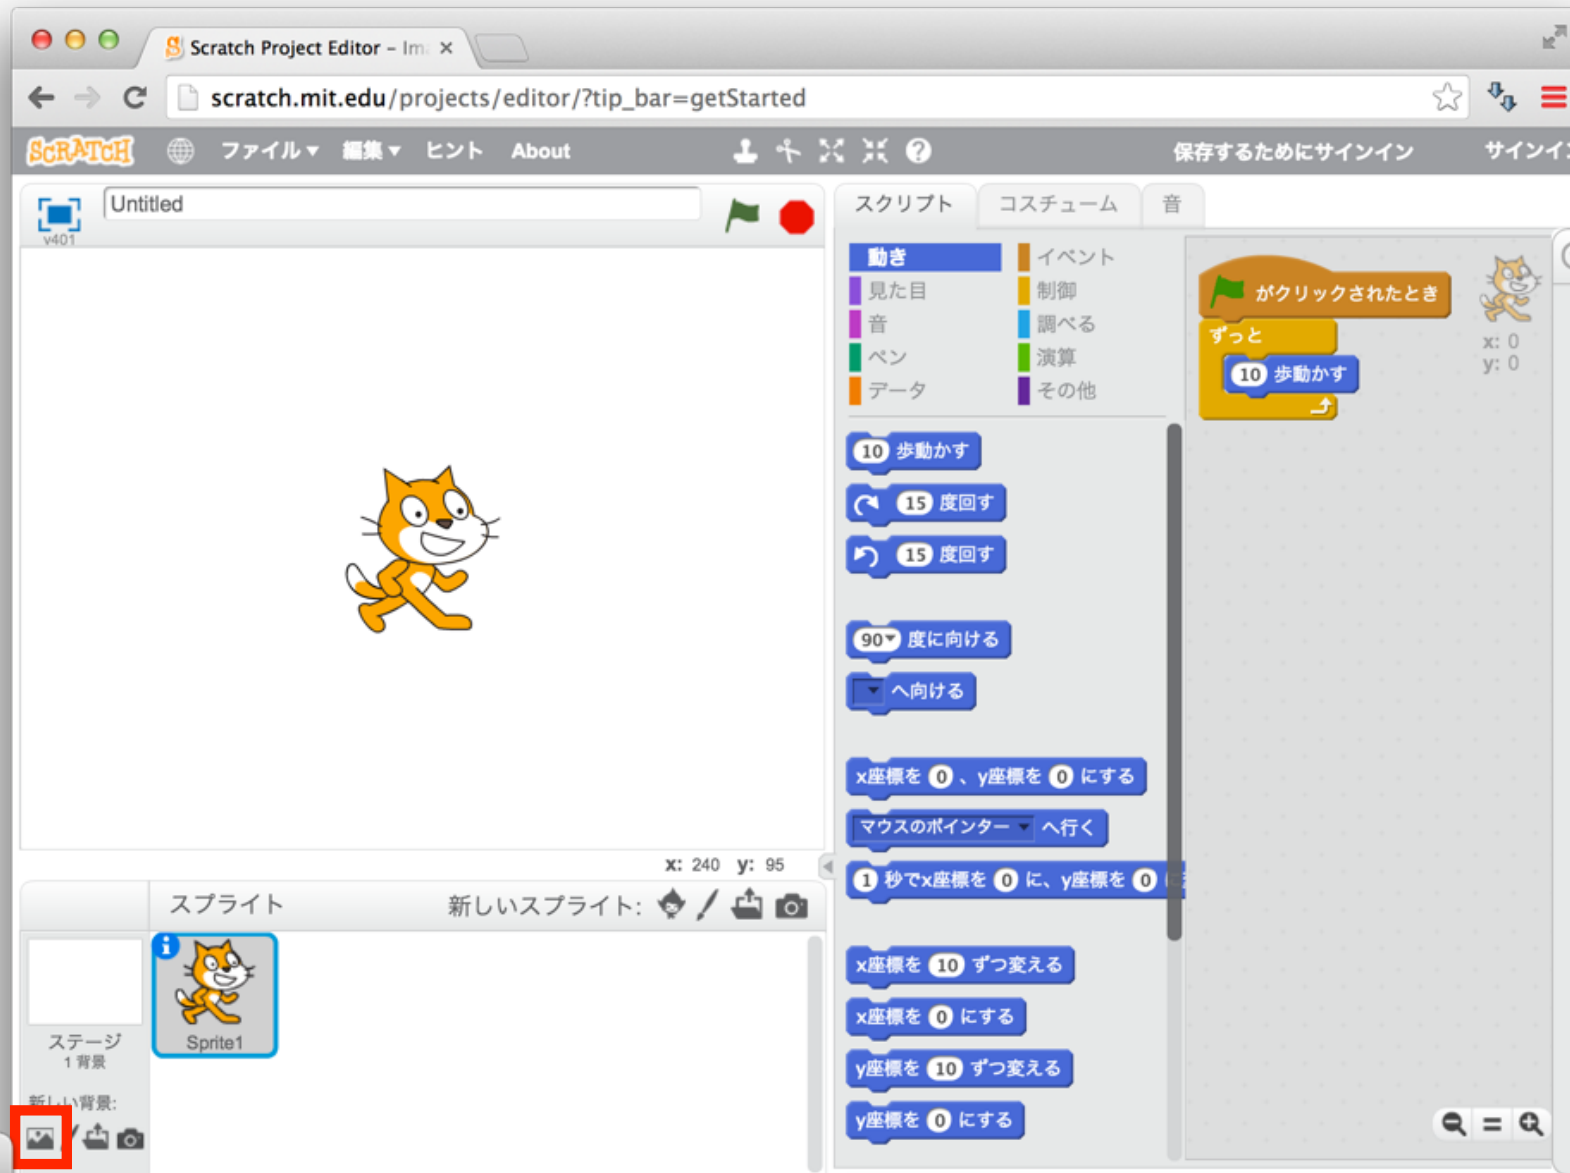 Scratch Project Editor - Im
scratch.mit.edu/projects/editor/?tip_bar=getStarted
SCRATCH ファイル▼ 編集▼ ヒント About 保存するためにサインイン サインイン
v401
Untitled
スクリプト コスチューム 音
動き イベント
見た目 制御
音 調べる
ペン 演算
データ その他
がクリックされたとき
ずっと
10 歩動かす
x: 0
y: 0
10 歩動かす
15 度回す
15 度回す
90▼ 度に向ける
へ向ける
x座標を 0 、y座標を 0 にする
マウスのポインター へ行く
1 秒でx座標を 0 に、y座標を 0 に
x座標を 10 ずつ変える
x座標を 0 にする
y座標を 10 ずつ変える
y座標を 0 にする
x: 240 y: 95
スプライト 新しいスプライト:
ステージ
1 背景
Sprite1
新しい背景: